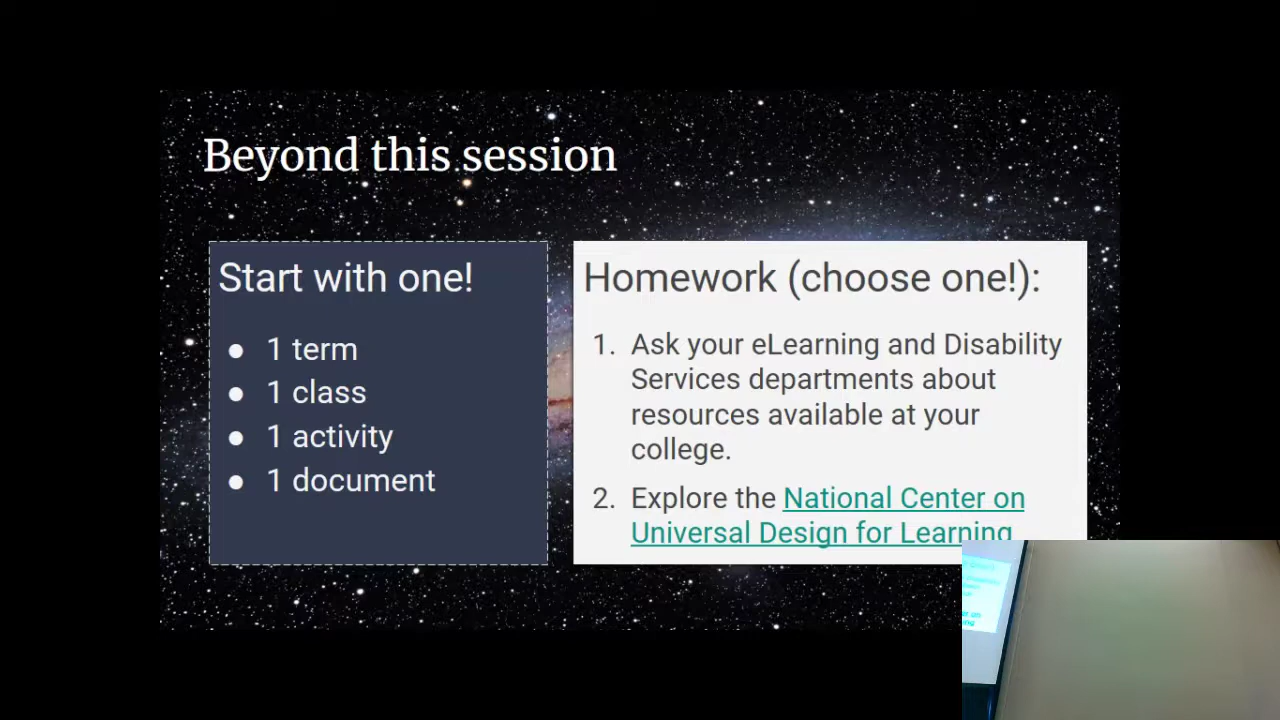 Beyond this session
Start with one!
● 1 term
● 1 class
● 1 activity
● 1 document
Homework (choose one!):
1. Ask your eLearning and Disability
Services departments about
resources available at your
college.
2. Explore the National Center on
Universal Design for Learning